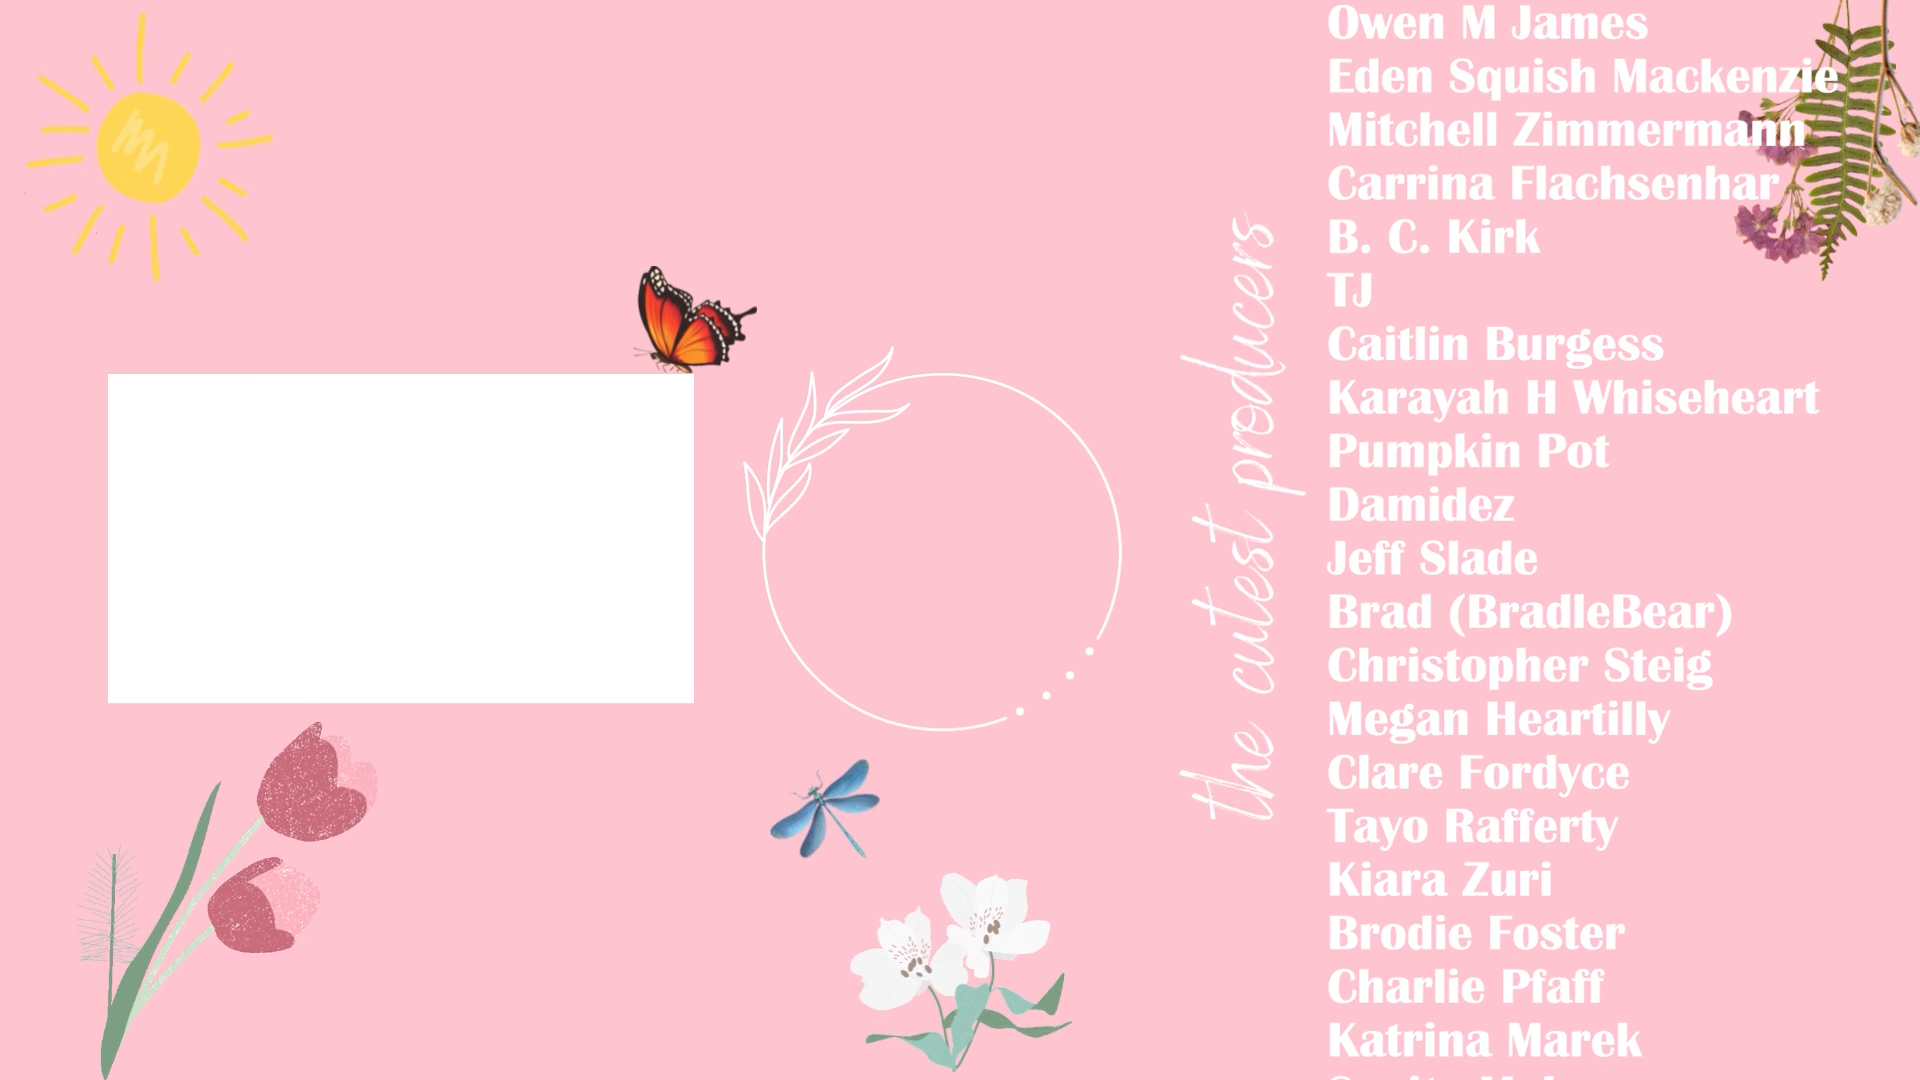 the cutest producers
Owen M James
Eden Squish Mackenzie
Mitchell Zimmermann
Carrina Flachsenhar
B. C. Kirk
TJ
Caitlin Burgess
Karayah H Whiseheart
Pumpkin Pot
Damidez
Jeff Slade
Brad (BradleBear)
Christopher Steig
Megan Heartilly
Clare Fordyce
Tayo Rafferty
Kiara Zuri
Brodie Foster
Charlie Pfaff
Katrina Marek